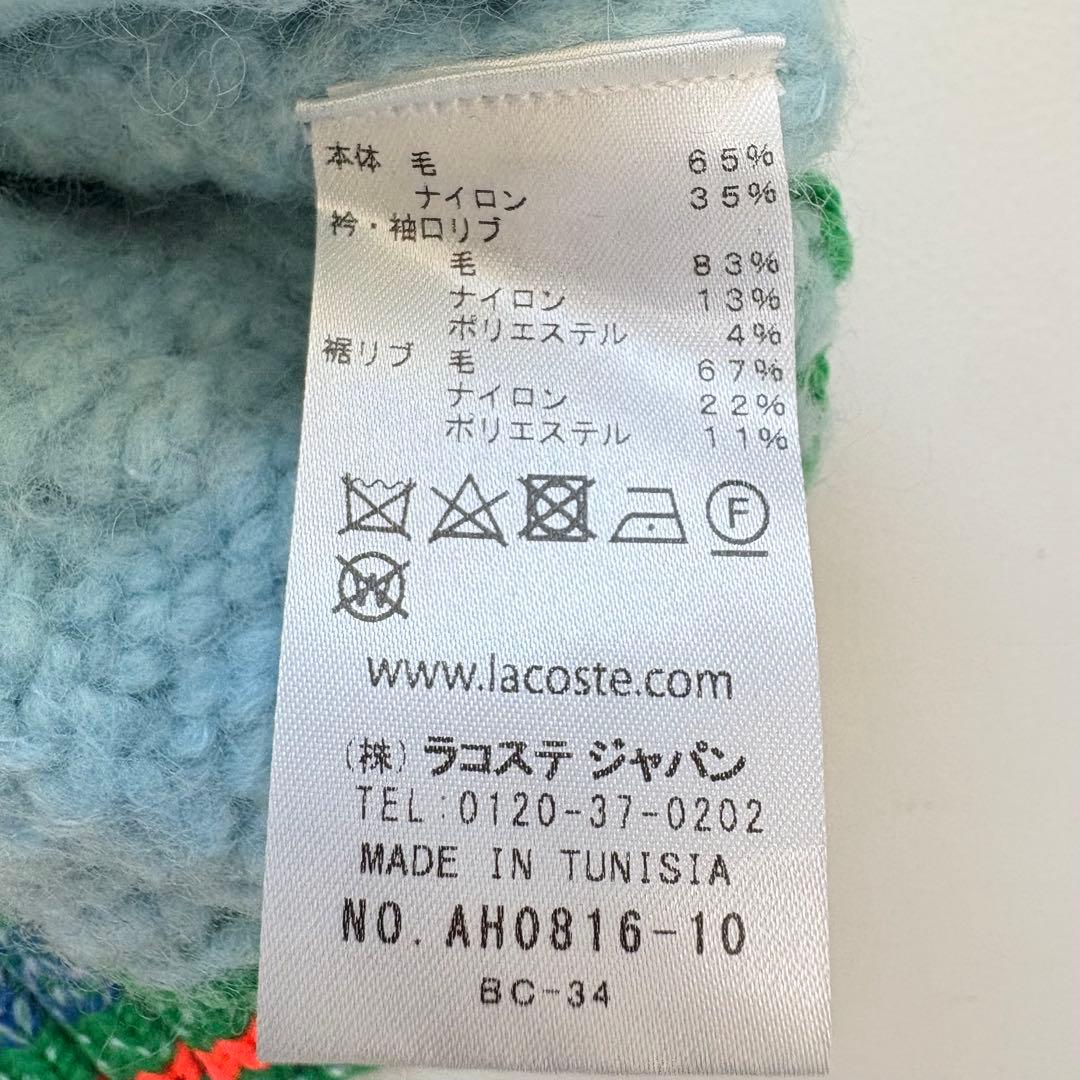 本体 毛 65%
ナイロン 35%
衿・袖口リブ
毛 83%
ナイロン 13%
ポリエステル 4%
裾リブ 毛 67%
ナイロン 22%
ポリエステル 11%
F
W
www.lacoste.com
(株) ラコステ ジャパン
TEL:0120-37-0202
MADE IN TUNISIA
NO. AH0816-10
BC-34